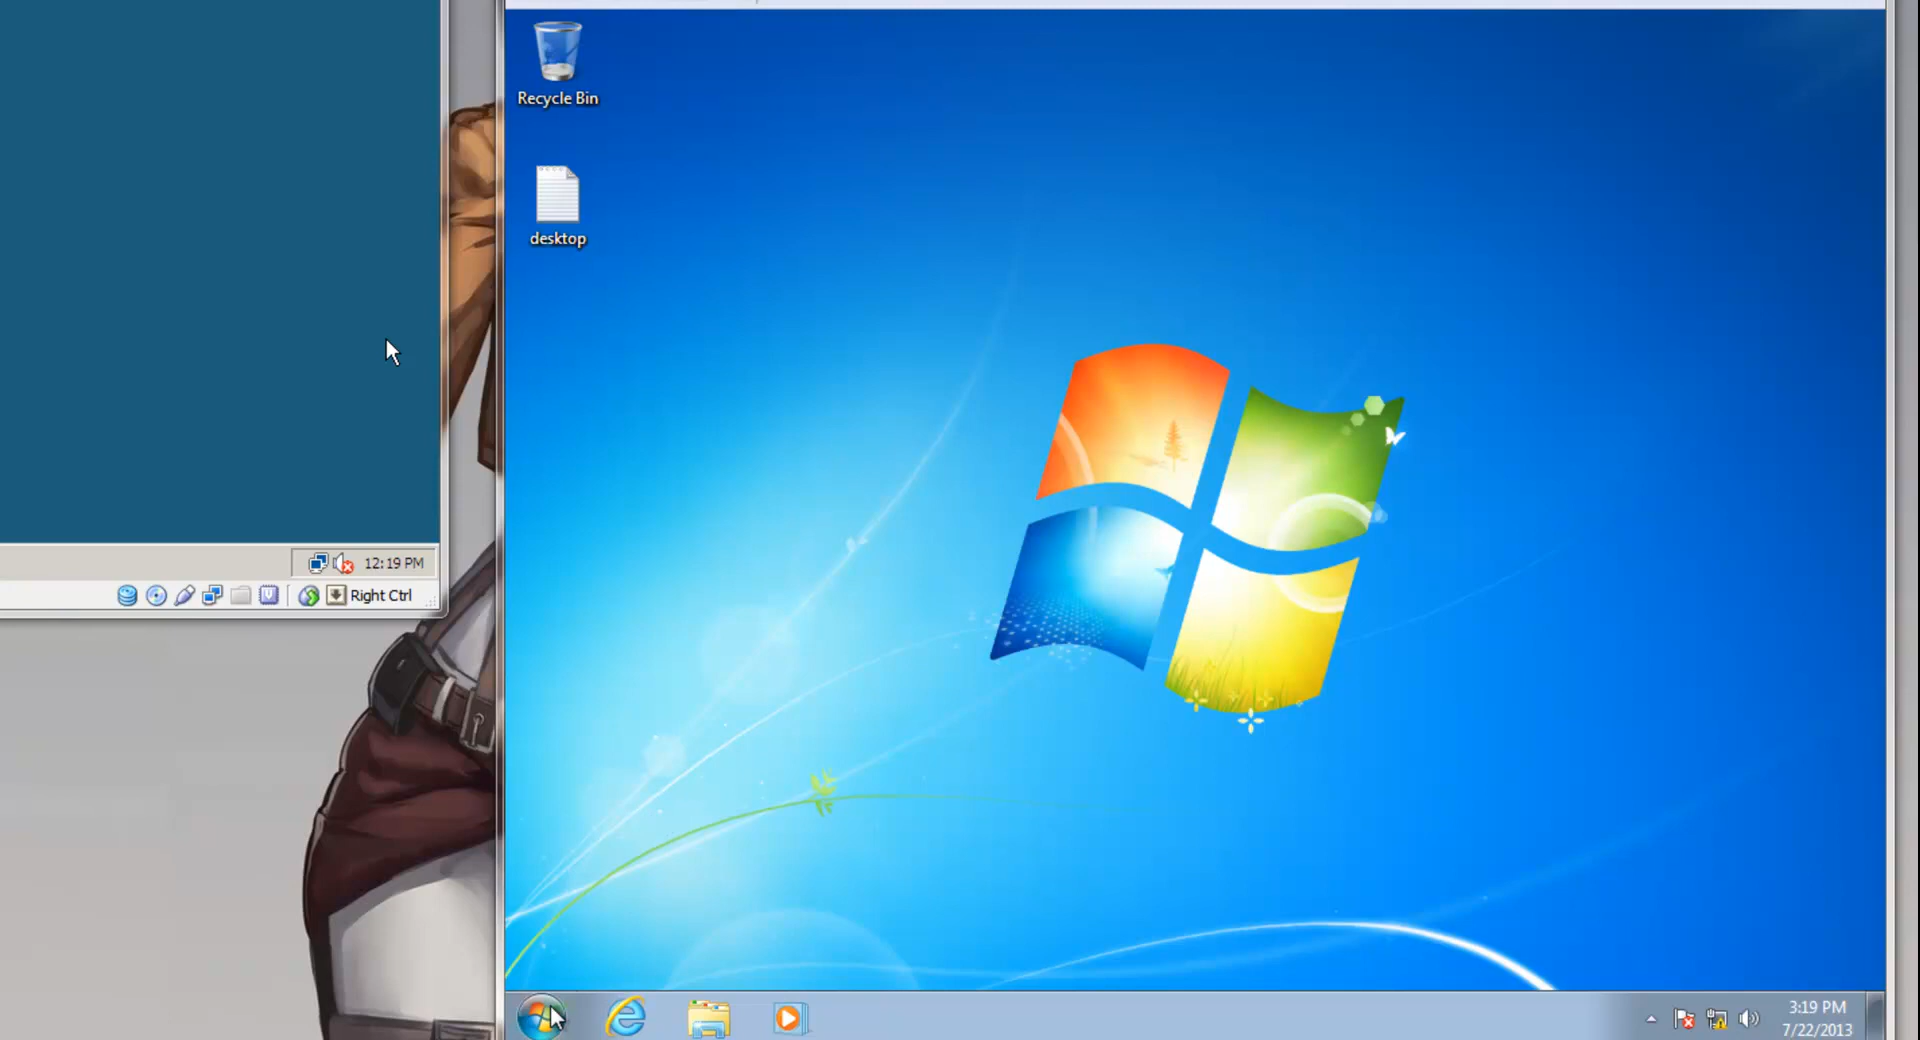 Recycle Bin
desktop
12:19 PM
Right Ctrl
3:19 PM
7/22/2013